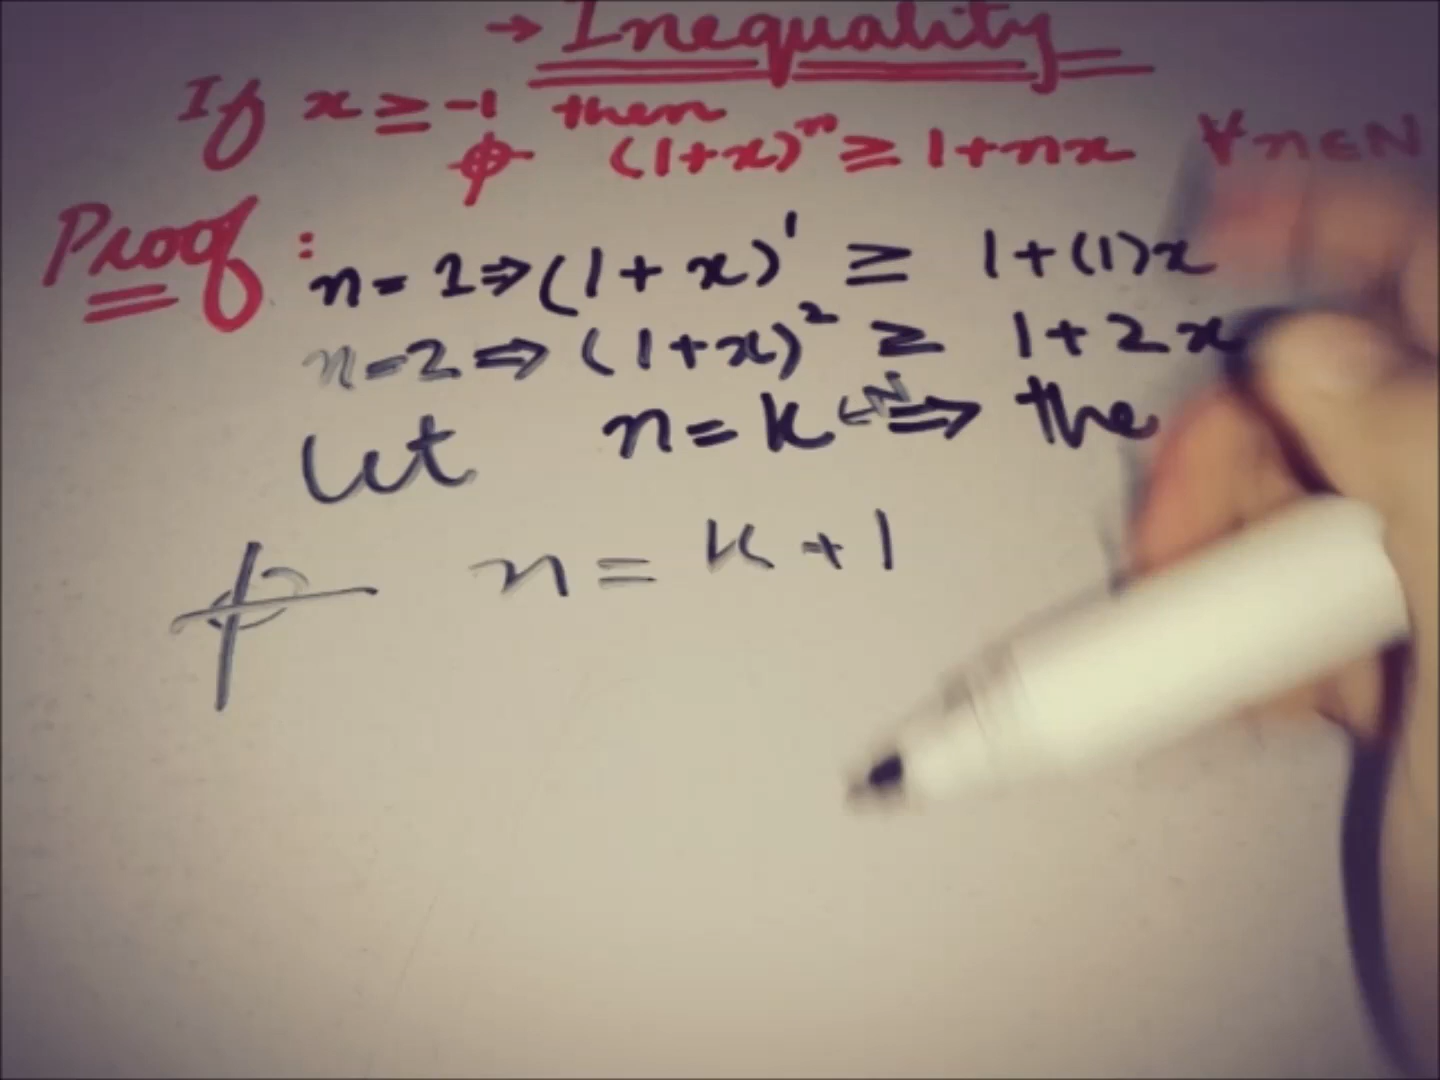 → Inequality
If x ≥ -1 then
ϕ (1+x)ⁿ ≥ 1+nx ∀n∈N
Proof :
n = 1 ⇒ (1+x)¹ ≥ 1+(1)x
n=2 ⇒ (1+x)² ≥ 1+2x
Let n=k ∈N ⇒ the
ϕ n = k+1